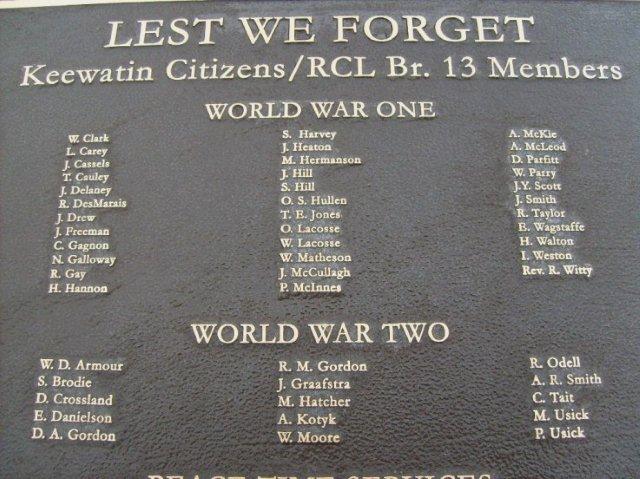 LEST WE FORGET
Keewatin Citizens/RCL Br. 13 Members
WORLD WAR ONE
W. Clark
L. Carey
J. Cassels
T. Cauley
J. Delaney
R. DesMarais
J. Drew
J. Freeman
C. Gagnon
N. Galloway
R. Gay
H. Hannon
S. Harvey
J. Heaton
M. Hermanson
J. Hill
S. Hill
O. S. Hullen
T. E. Jones
O. Lacosse
W. Lacosse
W. Matheson
J. McCullagh
P. McInnes
A. McKie
A. McLeod
D. Parfitt
W. Parry
J.Y. Scott
J. Smith
R. Taylor
E. Wagstaffe
H. Walton
I. Weston
Rev. R. Witty
WORLD WAR TWO
W. D. Armour
S. Brodie
D. Crossland
E. Danielson
D. A. Gordon
R. M. Gordon
J. Graafstra
M. Hatcher
A. Kotyk
W. Moore
R. Odell
A. R. Smith
C. Tait
M. Usick
P. Usick
PEACE TIME SERVICES